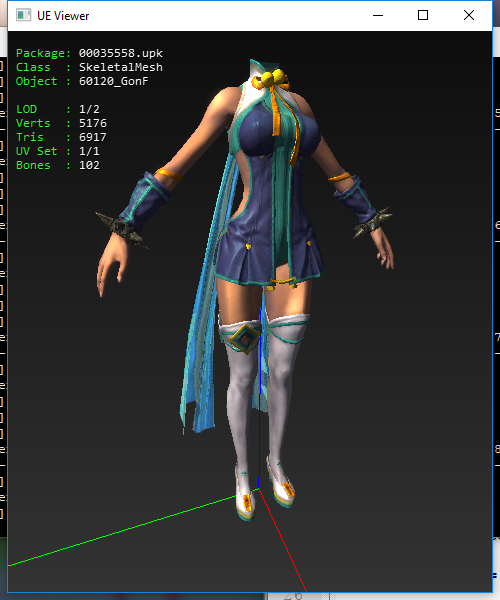 UE Viewer
Package: 00035558.upk
Class : SkeletalMesh
Object : 60120_GonF
LOD : 1/2
Verts : 5176
Tris : 6917
UV Set : 1/1
Bones : 102